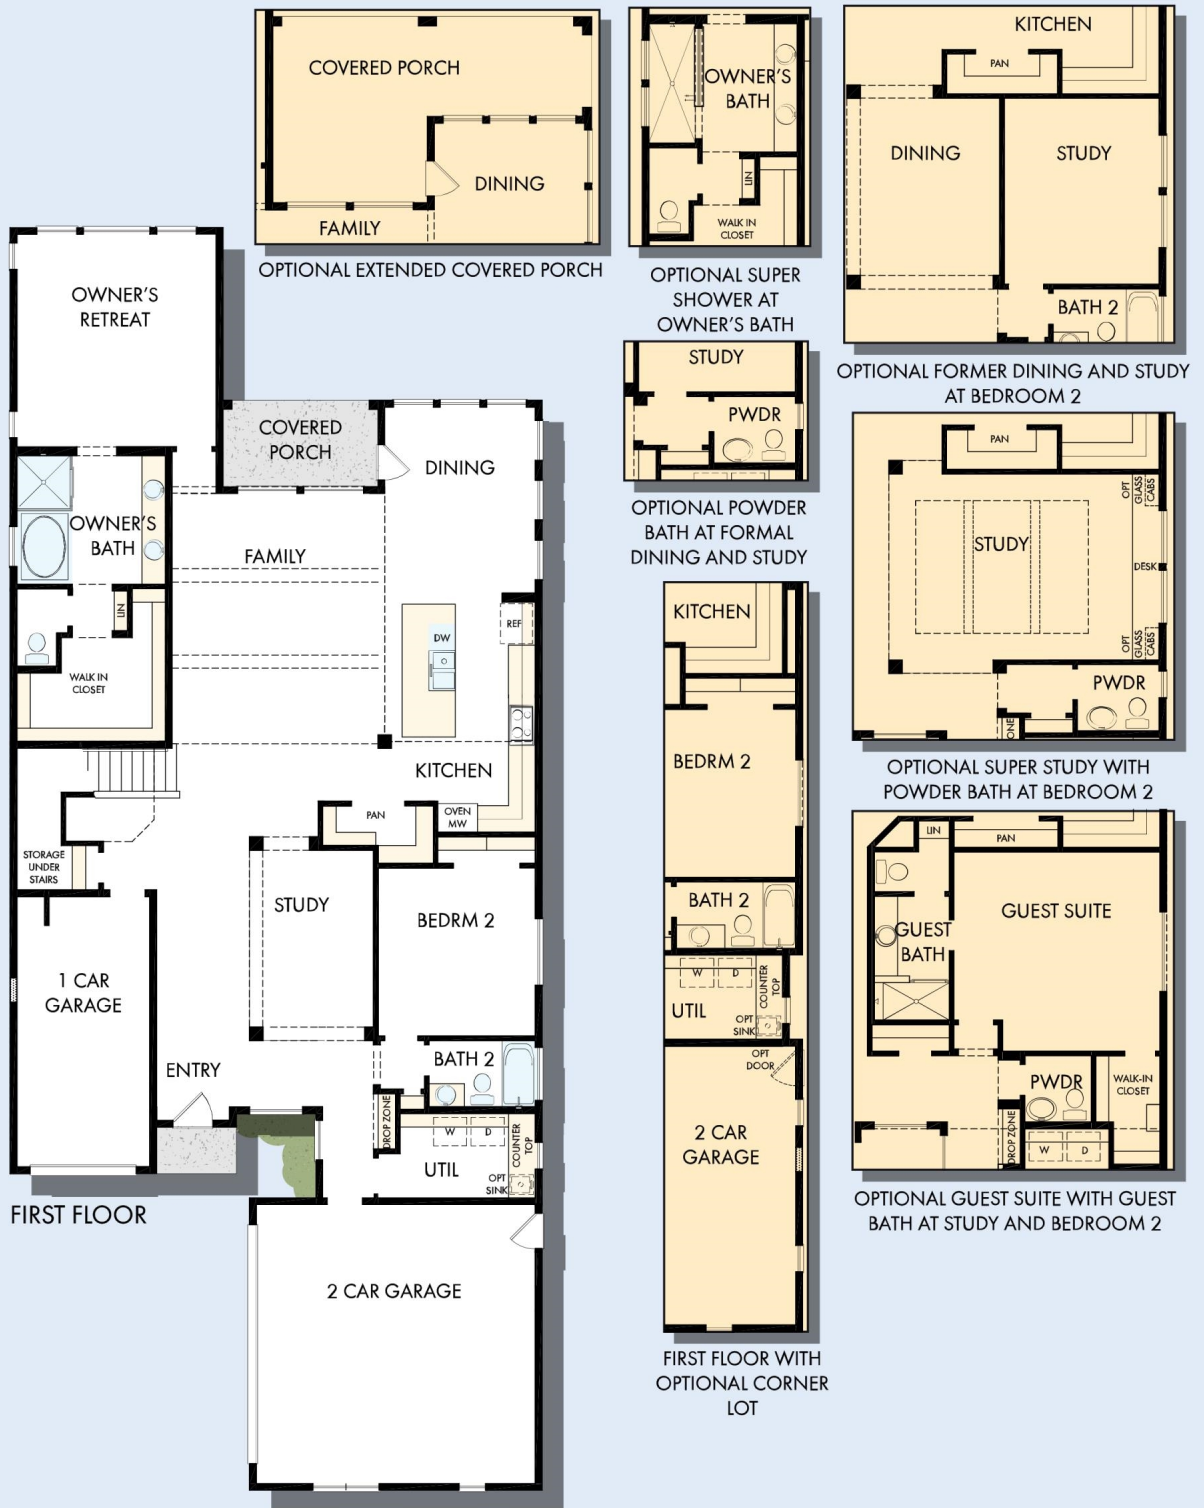 COVERED PORCH
DINING
FAMILY
OPTIONAL EXTENDED COVERED PORCH
OWNER'S
BATH
LIN
WALK IN
CLOSET
OPTIONAL SUPER
SHOWER AT
OWNER'S BATH
KITCHEN
PAN
DINING
STUDY
BATH 2
OPTIONAL FORMER DINING AND STUDY
AT BEDROOM 2
STUDY
PWDR
OPTIONAL POWDER
BATH AT FORMAL
DINING AND STUDY
PAN
OPT
GLASS
CABS
STUDY
DESK
OPT
GLASS
CABS
PWDR
ONE
OPTIONAL SUPER STUDY WITH
POWDER BATH AT BEDROOM 2
KITCHEN
BEDRM 2
BATH 2
W
D
COUNTER
TOP
UTIL
OPT
SINK
OPT
DOOR
2 CAR
GARAGE
FIRST FLOOR WITH
OPTIONAL CORNER
LOT
LIN
PAN
GUEST SUITE
GUEST
BATH
PWDR
WALK-IN
CLOSET
DROP ZONE
W
D
OPTIONAL GUEST SUITE WITH GUEST
BATH AT STUDY AND BEDROOM 2
OWNER'S
RETREAT
COVERED
PORCH
DINING
OWNER'S
BATH
FAMILY
LIN
REF
DW
WALK IN
CLOSET
KITCHEN
PAN
OVEN
MW
STORAGE
UNDER
STAIRS
STUDY
BEDRM 2
1 CAR
GARAGE
ENTRY
BATH 2
DROP ZONE
W
D
COUNTER
TOP
UTIL
OPT
SINK
FIRST FLOOR
2 CAR GARAGE